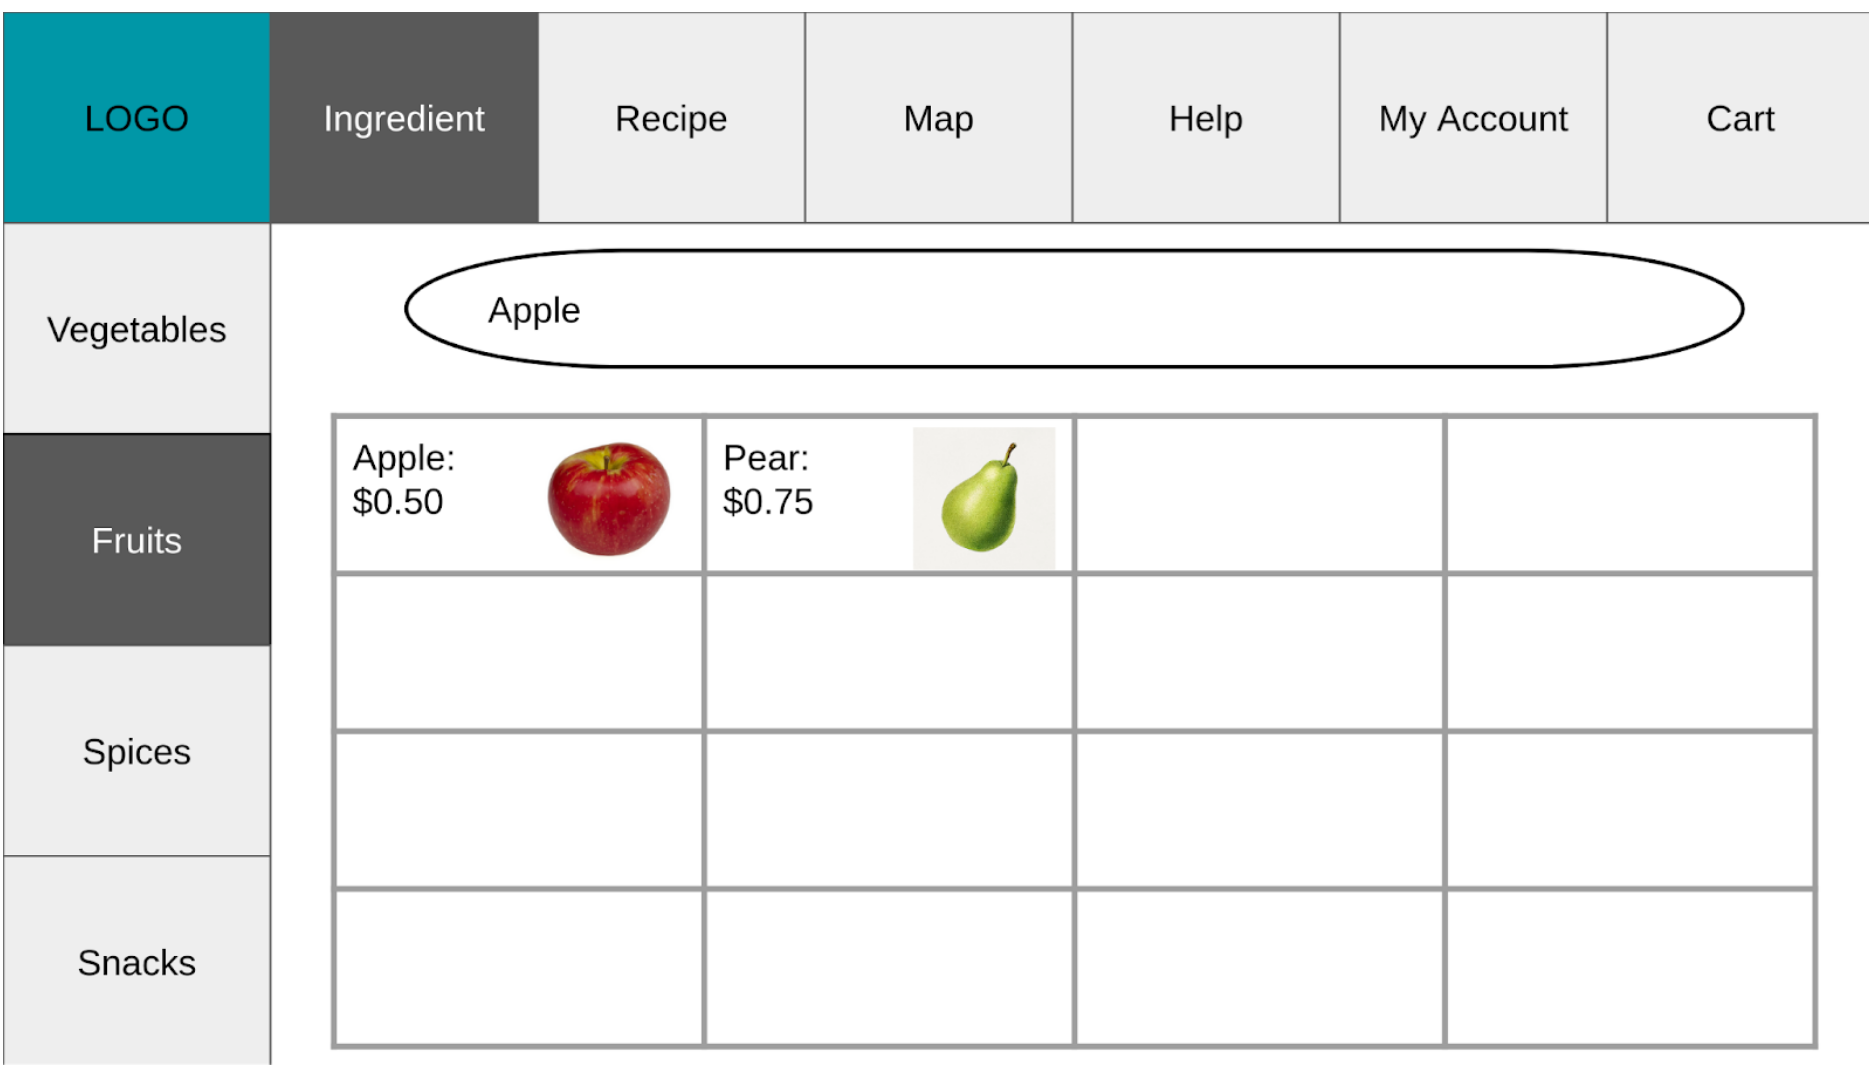 LOGO
Ingredient
Recipe
Map
Help
My Account
Cart
Vegetables
Fruits
Spices
Snacks
Apple
Apple:
$0.50
Pear:
$0.75